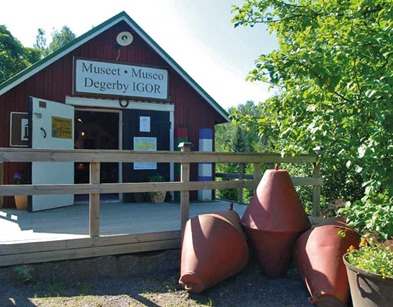 Museet • Museo
Degerby IGOR